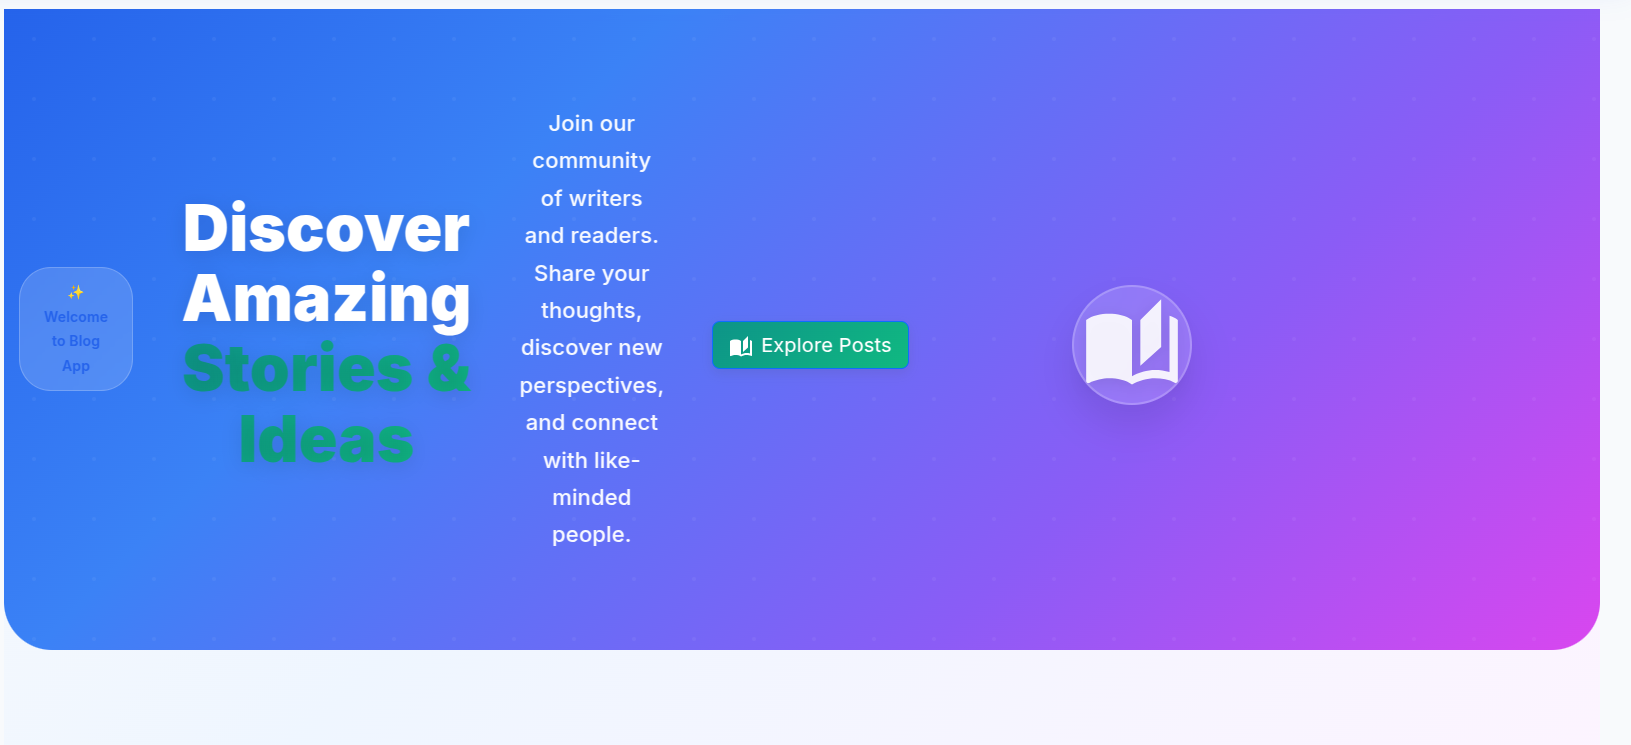 ✨
Welcome
to Blog
App
Discover
Amazing
Stories &
Ideas
Join our
community
of writers
and readers.
Share your
thoughts,
discover new
perspectives,
and connect
with like-
minded
people.
Explore Posts